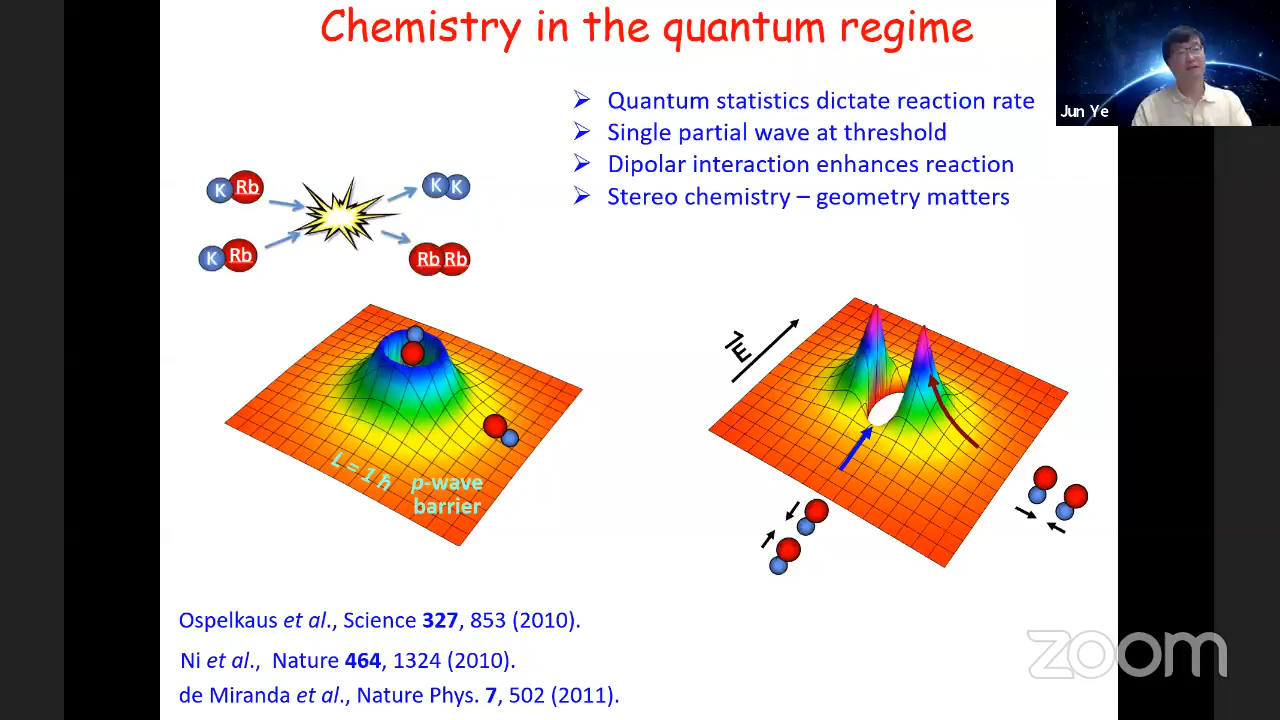 Chemistry in the quantum regime
Jun Ye
➢ Quantum statistics dictate reaction rate
➢ Single partial wave at threshold
➢ Dipolar interaction enhances reaction
➢ Stereo chemistry – geometry matters
K Rb
K K
K Rb
Rb Rb
E
L = 1 ħ
p-wave
barrier
Ospelkaus et al., Science 327, 853 (2010).
Ni et al., Nature 464, 1324 (2010).
de Miranda et al., Nature Phys. 7, 502 (2011).
zoom